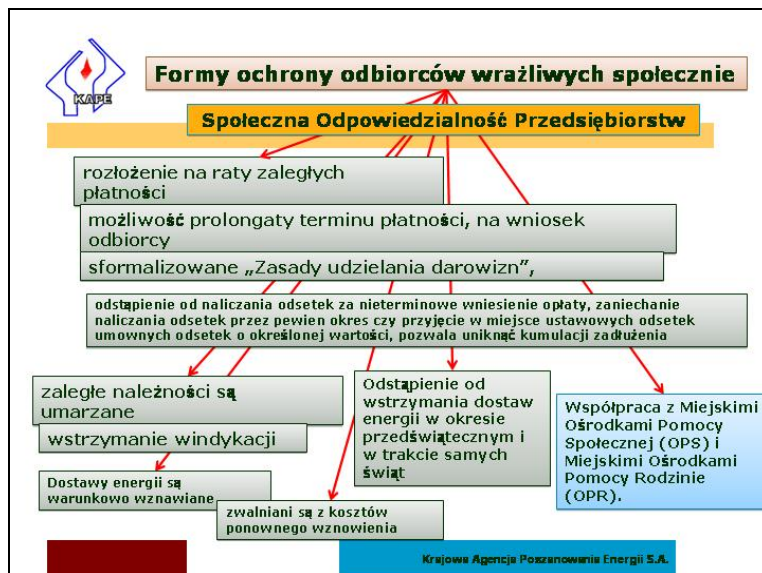 KAPE
Formy ochrony odbiorców wrażliwych społecznie
Społeczna Odpowiedzialność Przedsiębiorstw
rozłożenie na raty zaległych
płatności
możliwość prolongaty terminu płatności, na wniosek
odbiorcy
sformalizowane „Zasady udzielania darowizn”,
odstąpienie od naliczania odsetek za nieterminowe wniesienie opłaty, zaniechanie
naliczania odsetek przez pewien okres czy przyjęcie w miejsce ustawowych odsetek
umownych odsetek o określonej wartości, pozwala uniknąć kumulacji zadłużenia
zaległe należności są
umarzane
wstrzymanie windykacji
Dostawy energii są
warunkowo wznawiane
zwalniani są z kosztów
ponownego wznowienia
Odstąpienie od
wstrzymania dostaw
energii w okresie
przedświątecznym i
w trakcie samych
świąt
Współpraca z Miejskimi
Ośrodkami Pomocy
Społecznej (OPS) i
Miejskimi Ośrodkami
Pomocy Rodzinie
(OPR).
Krajowa Agencja Poszanowania Energii S.A.